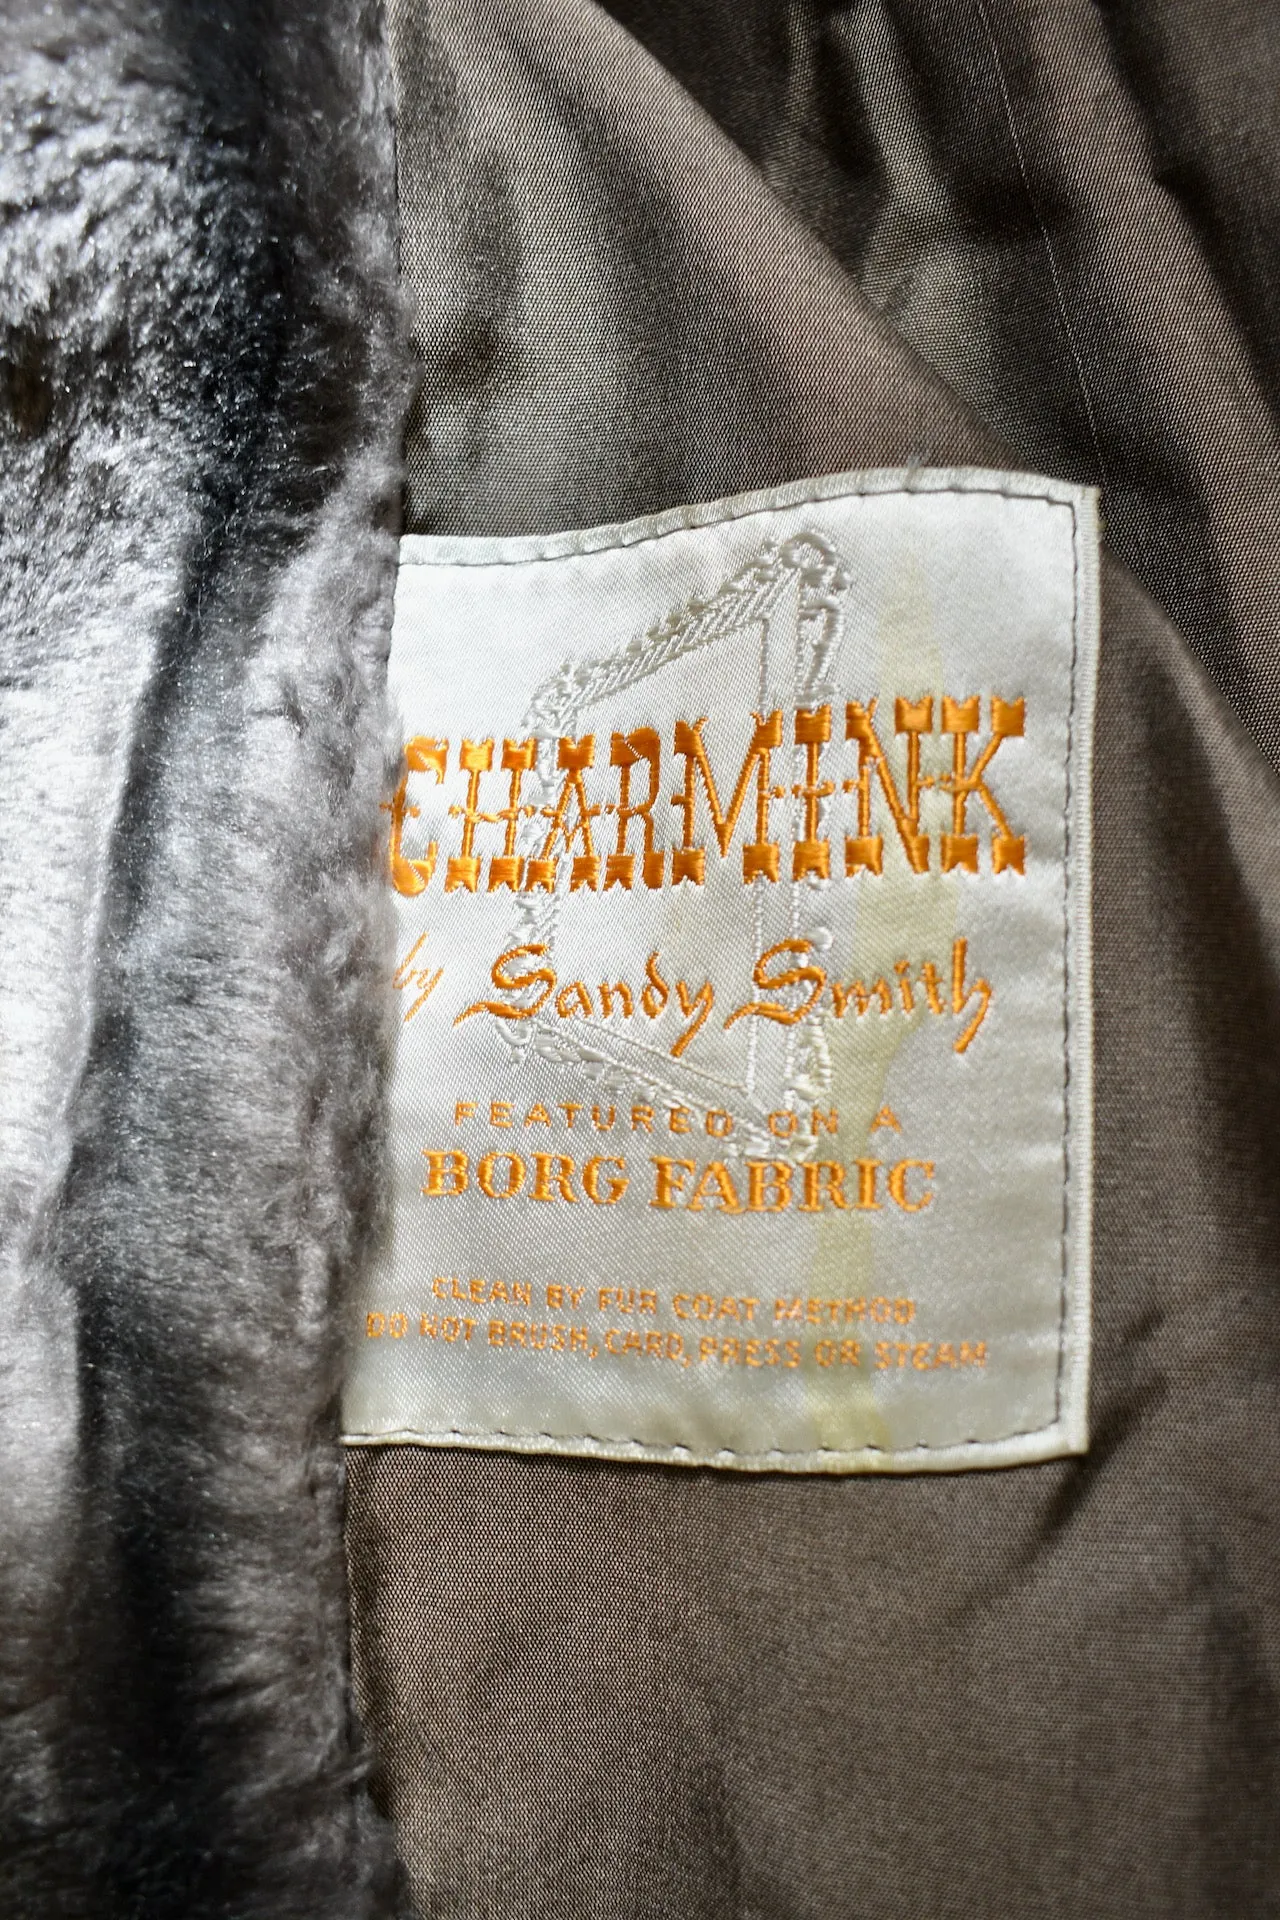 CHARMINK
by Sandy Smith
FEATURED ON A
BORG FABRIC
CLEAN BY FUR COAT METHOD
DO NOT BRUSH, CARD, PRESS OR STEAM